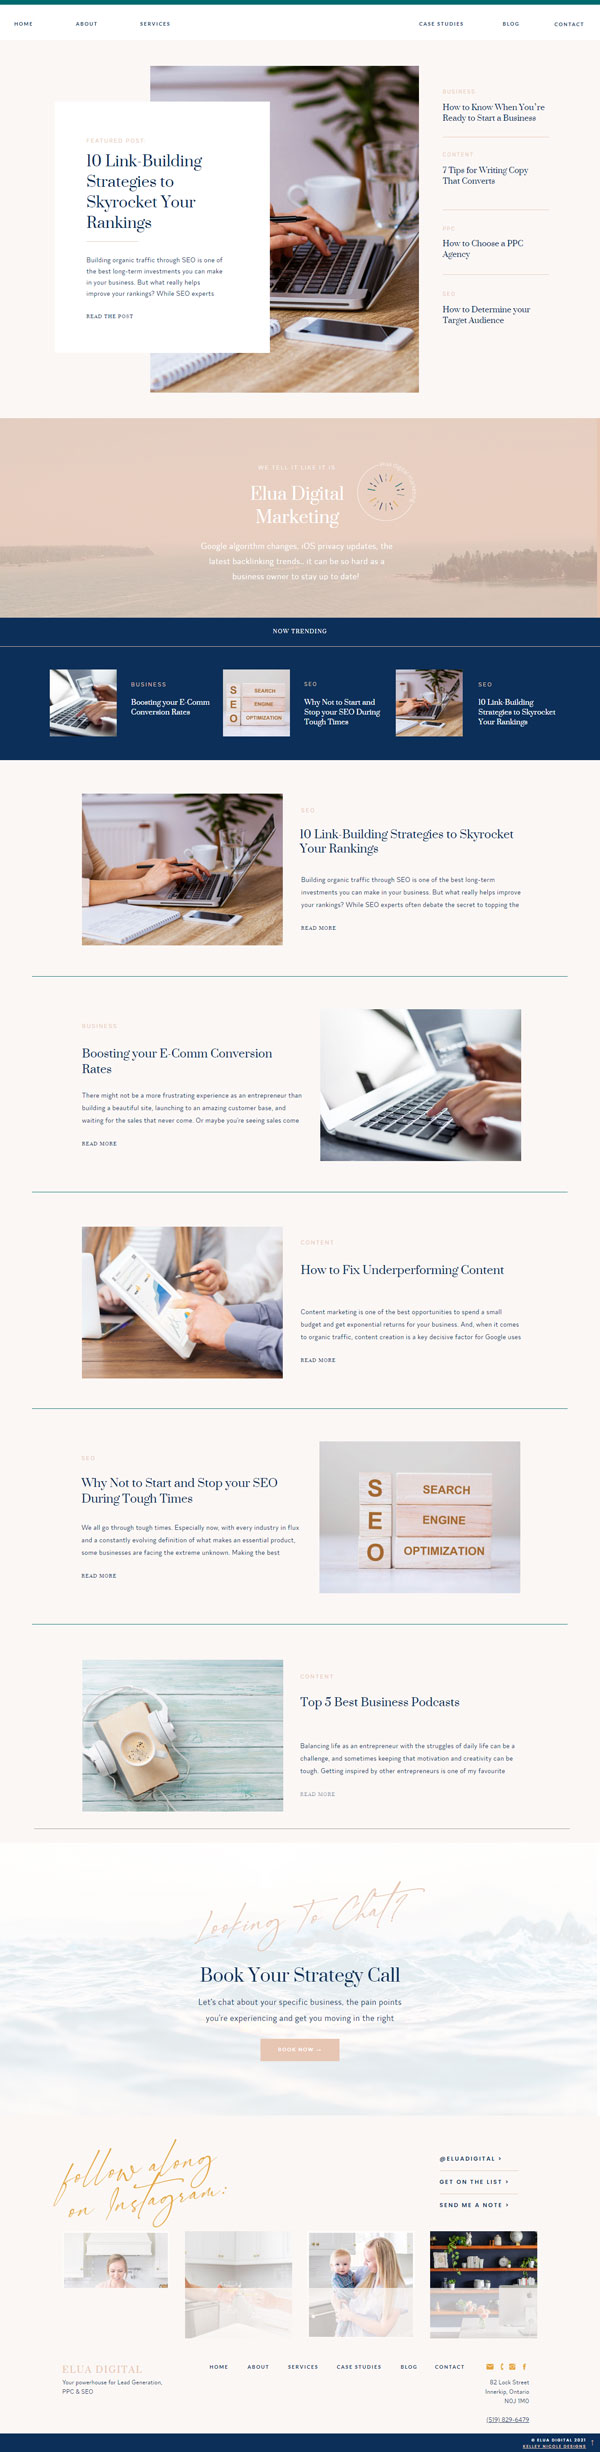 HOME ABOUT SERVICES CASE STUDIES BLOG CONTACT
FEATURED POST
10 Link-Building
Strategies to
Skyrocket Your
Rankings
Building organic traffic through SEO is one of
the best long-term investments you can make
in your business. But what really helps
improve your rankings? While SEO experts
READ THE POST
BUSINESS
How to Know When You're
Ready to Start a Business
CONTENT
7 Tips for Writing Copy
That Converts
PPC
How to Choose a PPC
Agency
SEO
How to Determine your
Target Audience
WE TELL IT LIKE IT IS
Elua Digital
Marketing
Google algorithm changes, iOS privacy updates, the
latest backlinking trends.. it can be so hard as a
business owner to stay up to date!
NOW TRENDING
BUSINESS
Boosting your E-Comm
Conversion Rates
S SEARCH
E ENGINE
O OPTIMIZATION
SEO
Why Not to Start and
Stop your SEO During
Tough Times
SEO
10 Link-Building
Strategies to Skyrocket
Your Rankings
SEO
10 Link-Building Strategies to Skyrocket
Your Rankings
Building organic traffic through SEO is one of the best long-term
investments you can make in your business. But what really helps improve
your rankings? While SEO experts often debate the secret to topping the
READ MORE
BUSINESS
Boosting your E-Comm Conversion
Rates
There might not be a more frustrating experience as an entrepreneur than
building a beautiful site, launching to an amazing customer base, and
waiting for the sales that never come. Or maybe you're seeing sales come
READ MORE
CONTENT
How to Fix Underperforming Content
Content marketing is one of the best opportunities to spend a small
budget and get exponential returns for your business. And, when it comes
to organic traffic, content creation is a key decisive factor for Google uses
READ MORE
SEO
Why Not to Start and Stop your SEO
During Tough Times
We all go through tough times. Especially now, with every industry in flux
and a constantly evolving definition of what makes an essential product,
some businesses are facing the extreme unknown. Making the best
READ MORE
S SEARCH
E ENGINE
O OPTIMIZATION
CONTENT
Top 5 Best Business Podcasts
Balancing life as an entrepreneur with the struggles of daily life can be a
challenge, and sometimes keeping that motivation and creativity can be
tough. Getting inspired by other entrepreneurs is one of my favourite
READ MORE
Looking To Chat?
Book Your Strategy Call
Let's chat about your specific business, the pain points
you're experiencing and get you moving in the right
BOOK NOW →
follow along
on Instagram:
@ELUADIGITAL >
GET ON THE LIST >
SEND ME A NOTE >
ELUA DIGITAL
Your powerhouse for Lead Generation,
PPC & SEO
HOME ABOUT SERVICES CASE STUDIES BLOG CONTACT
82 Lock Street
Innerkip, Ontario
N0J 1M0
(519) 829-6479
© ELUA DIGITAL 2021
KELLEY NICOLE DESIGNS